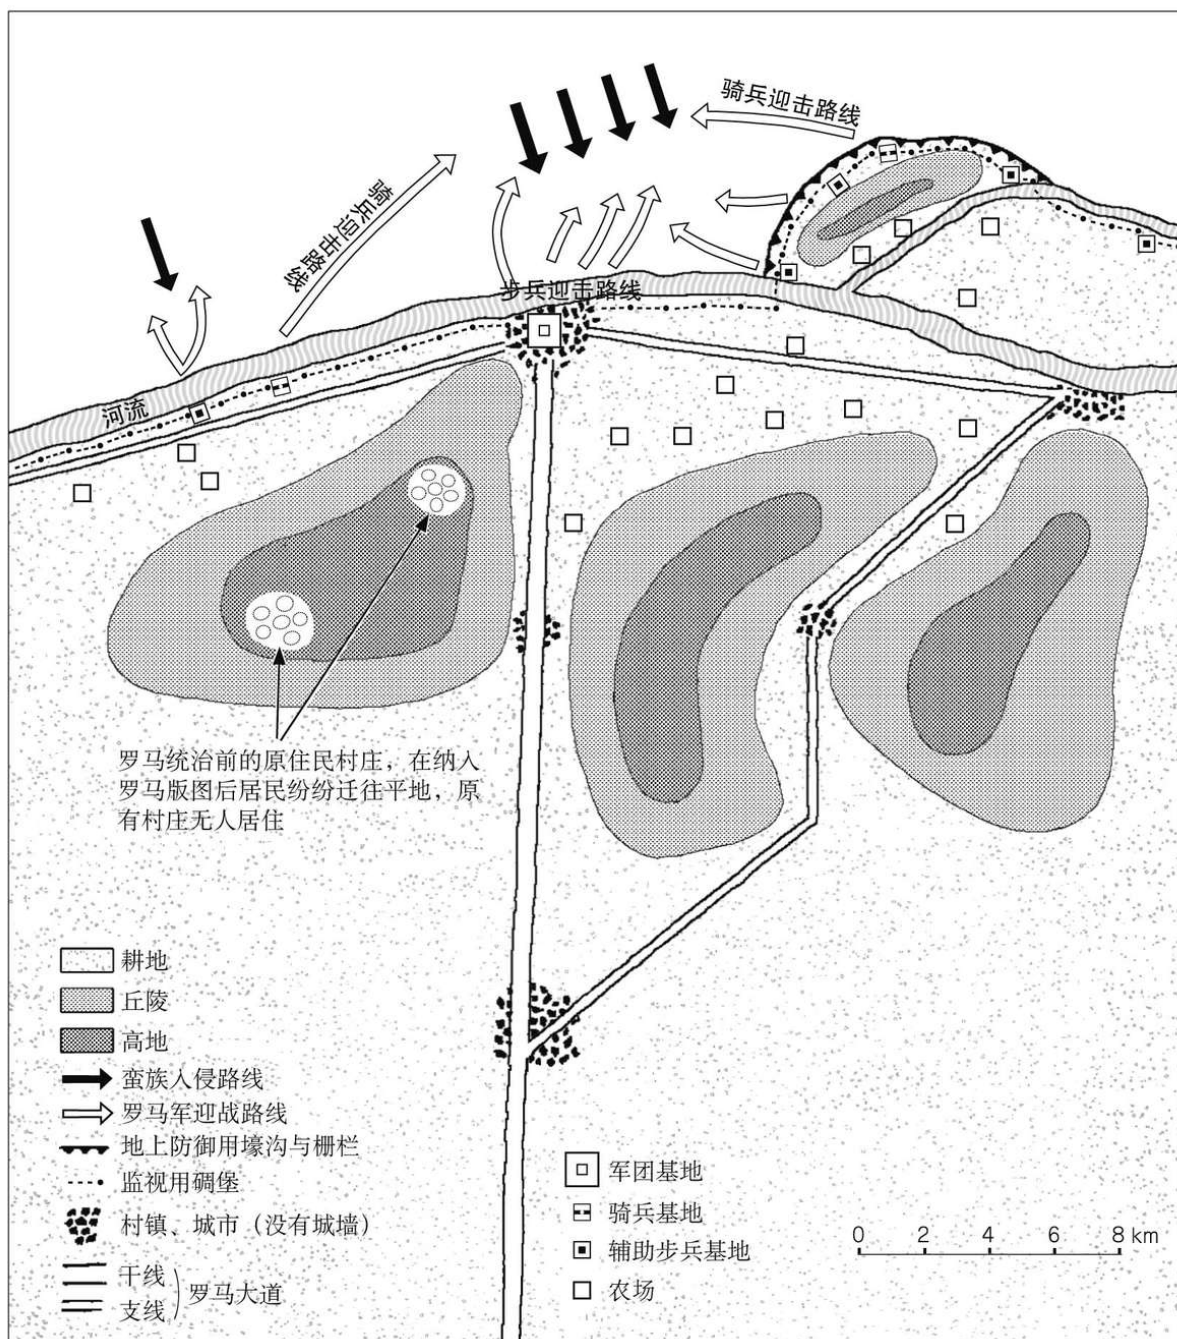 骑兵迎击路线
骑兵迎击路线
步兵迎击路线
河流
罗马统治前的原住民村庄，在纳入
罗马版图后居民纷纷迁往平地，原
有村庄无人居住
耕地
丘陵
高地
蛮族入侵路线
罗马军迎战路线
地上防御用壕沟与栅栏
监视用碉堡
村镇、城市（没有城墙）
干线
支线
罗马大道
军团基地
骑兵基地
辅助步兵基地
农场
0 2 4 6 8 km